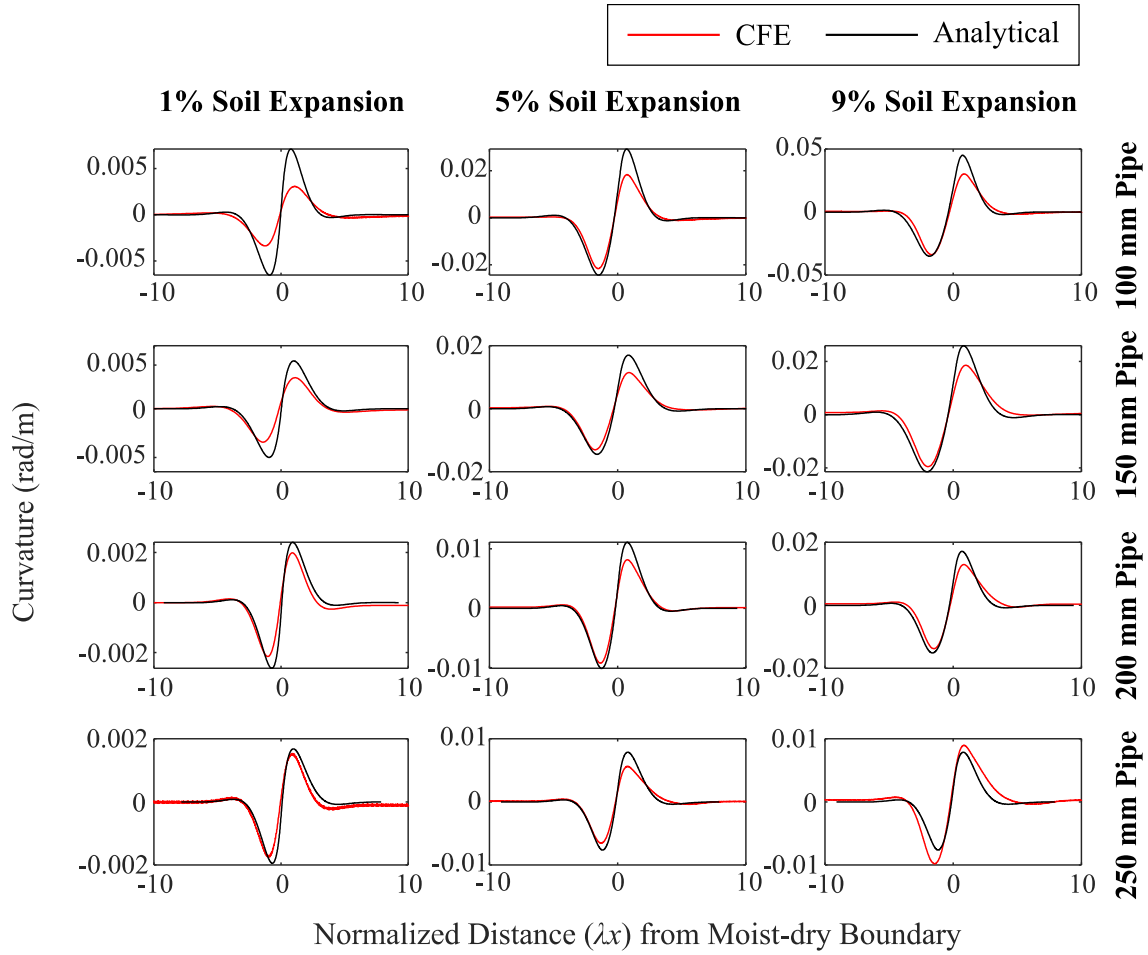 CFE Analytical
1% Soil Expansion 5% Soil Expansion 9% Soil Expansion
0.005
0
-0.005
-10 0 10
0.02
0
-0.02
-10 0 10
0.05
0
-0.05
-10 0 10
100 mm Pipe
0.005
0
-0.005
-10 0 10
0.02
0
-0.02
-10 0 10
0.02
0
-0.02
-10 0 10
150 mm Pipe
0.002
0
-0.002
-10 0 10
0.01
0
-0.01
-10 0 10
0.02
0
-0.02
-10 0 10
200 mm Pipe
0.002
0
-0.002
-10 0 10
0.01
0
-0.01
-10 0 10
0.01
0
-0.01
-10 0 10
250 mm Pipe
Curvature (rad/m)
Normalized Distance (λx) from Moist-dry Boundary